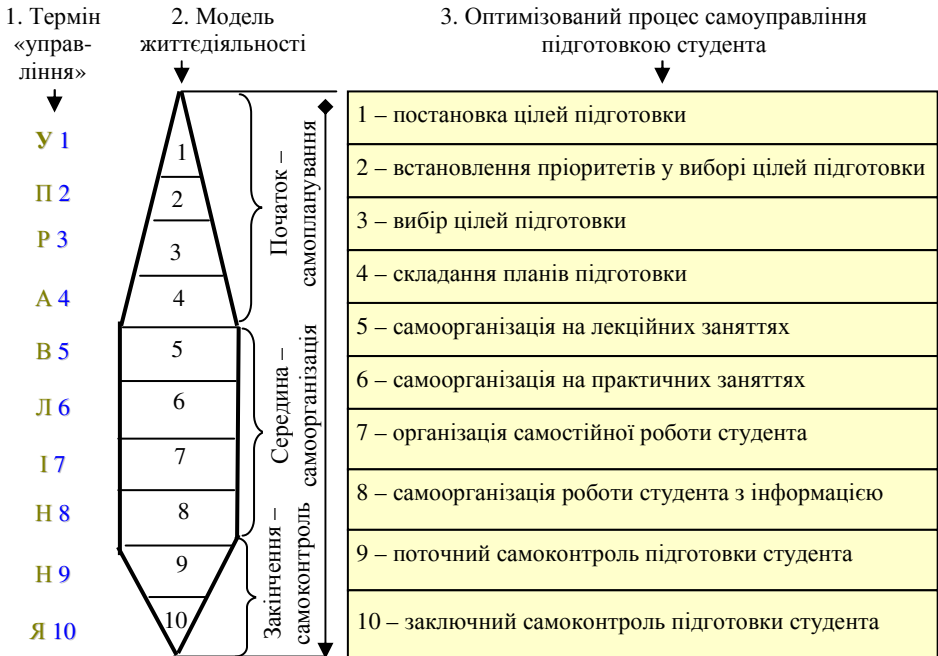 1. Термін
«управ-
ління»
2. Модель
життєдіяльності
3. Оптимізований процес самоуправління
підготовкою студента
У 1
П 2
Р 3
А 4
В 5
Л 6
І 7
Н 8
Н 9
Я 10
1
2
3
4
5
6
7
8
9
10
Початок –
самопланування
Середина –
самоорганізація
Закінчення –
самоконтроль
1 – постановка цілей підготовки
2 – встановлення пріоритетів у виборі цілей підготовки
3 – вибір цілей підготовки
4 – складання планів підготовки
5 – самоорганізація на лекційних заняттях
6 – самоорганізація на практичних заняттях
7 – організація самостійної роботи студента
8 – самоорганізація роботи студента з інформацією
9 – поточний самоконтроль підготовки студента
10 – заключний самоконтроль підготовки студента